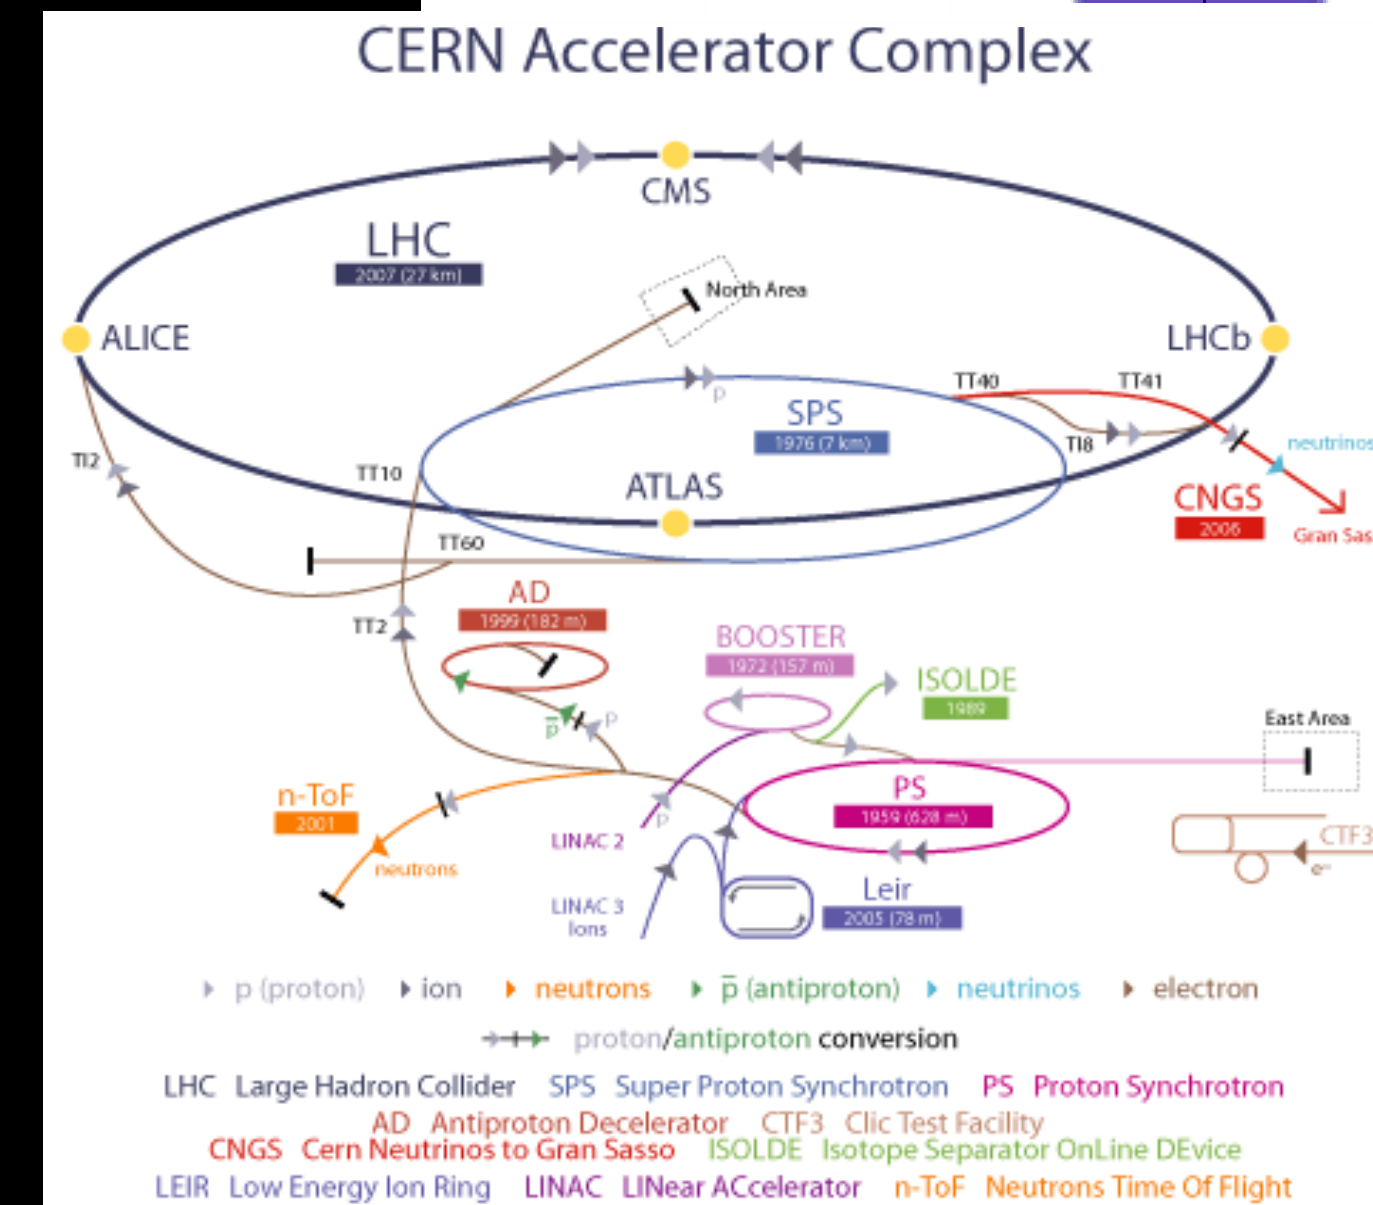 CERN Accelerator Complex
CMS
LHC
2007 (27 km)
North Area
ALICE
LHCb
p
TT40
TT41
SPS
1976 (7 km)
TI8
neutrinos
TI2
TT10
ATLAS
CNGS
2006
Gran Sas
TT60
AD
1999 (182 m)
TT2
BOOSTER
1972 (157 m)
ISOLDE
1989
p̅
p
East Area
n-ToF
2001
PS
1959 (628 m)
p
LINAC 2
CTF3
e-
neutrons
Leir
2005 (78 m)
LINAC 3
Ions
p (proton) ion neutrons p̅ (antiproton) neutrinos electron
proton/antiproton conversion
LHC Large Hadron Collider SPS Super Proton Synchrotron PS Proton Synchrotron
AD Antiproton Decelerator CTF3 Clic Test Facility
CNGS Cern Neutrinos to Gran Sasso ISOLDE Isotope Separator OnLine DEvice
LEIR Low Energy Ion Ring LINAC LINear ACcelerator n-ToF Neutrons Time Of Flight